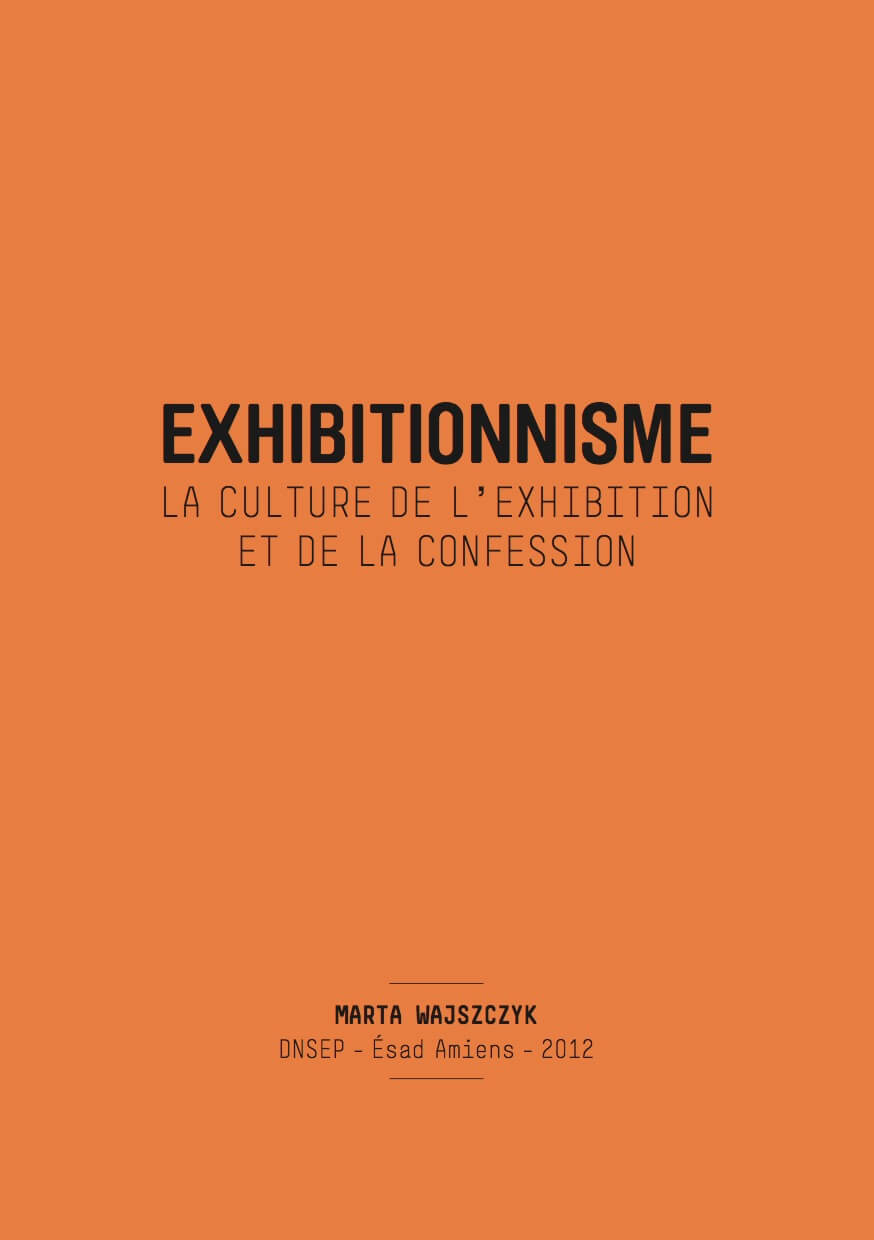 EXHIBITIONNISME
LA CULTURE DE L’EXHIBITION
ET DE LA CONFESSION
MARTA WAJSZCZYK
DNSEP – Ésad Amiens – 2012